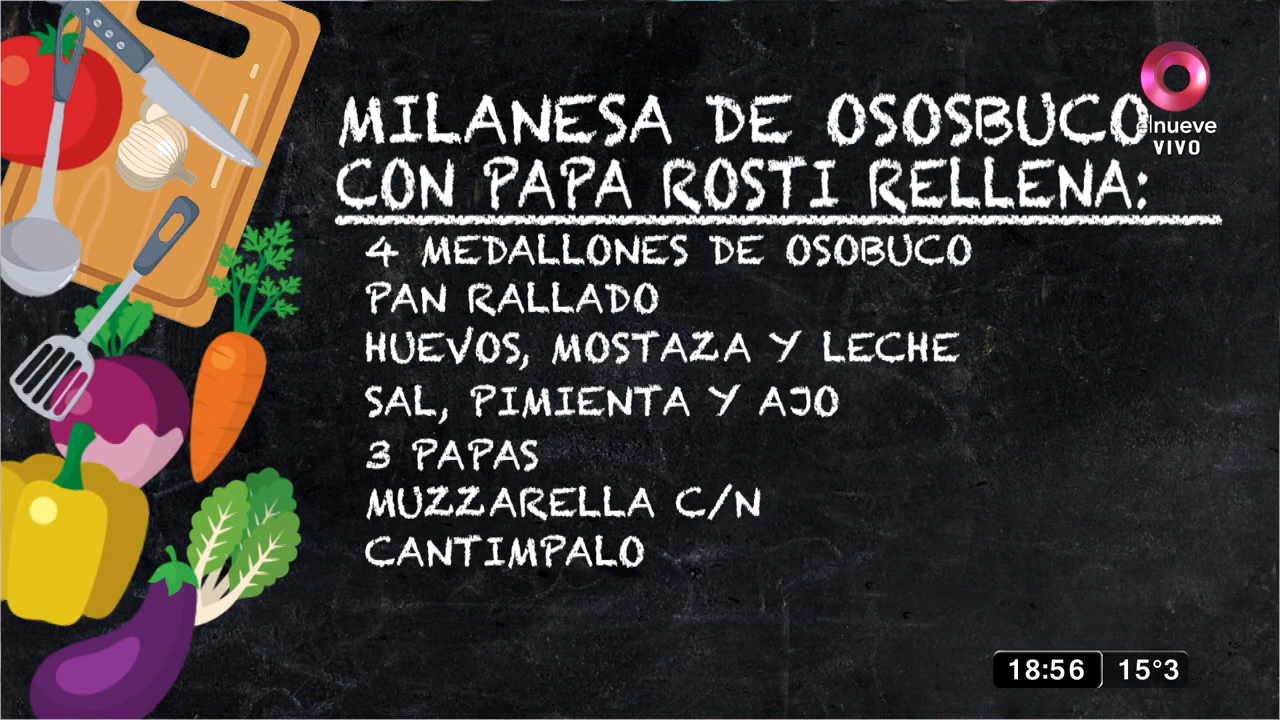 MILANESA DE OSOSBUCO
CON PAPA ROSTI RELLENA:
4 MEDALLONES DE OSOBUCO
PAN RALLADO
HUEVOS, MOSTAZA Y LECHE
SAL, PIMIENTA Y AJO
3 PAPAS
MUZZARELLA C/N
CANTIMPALO
elnueve
VIVO
18:56 15°3